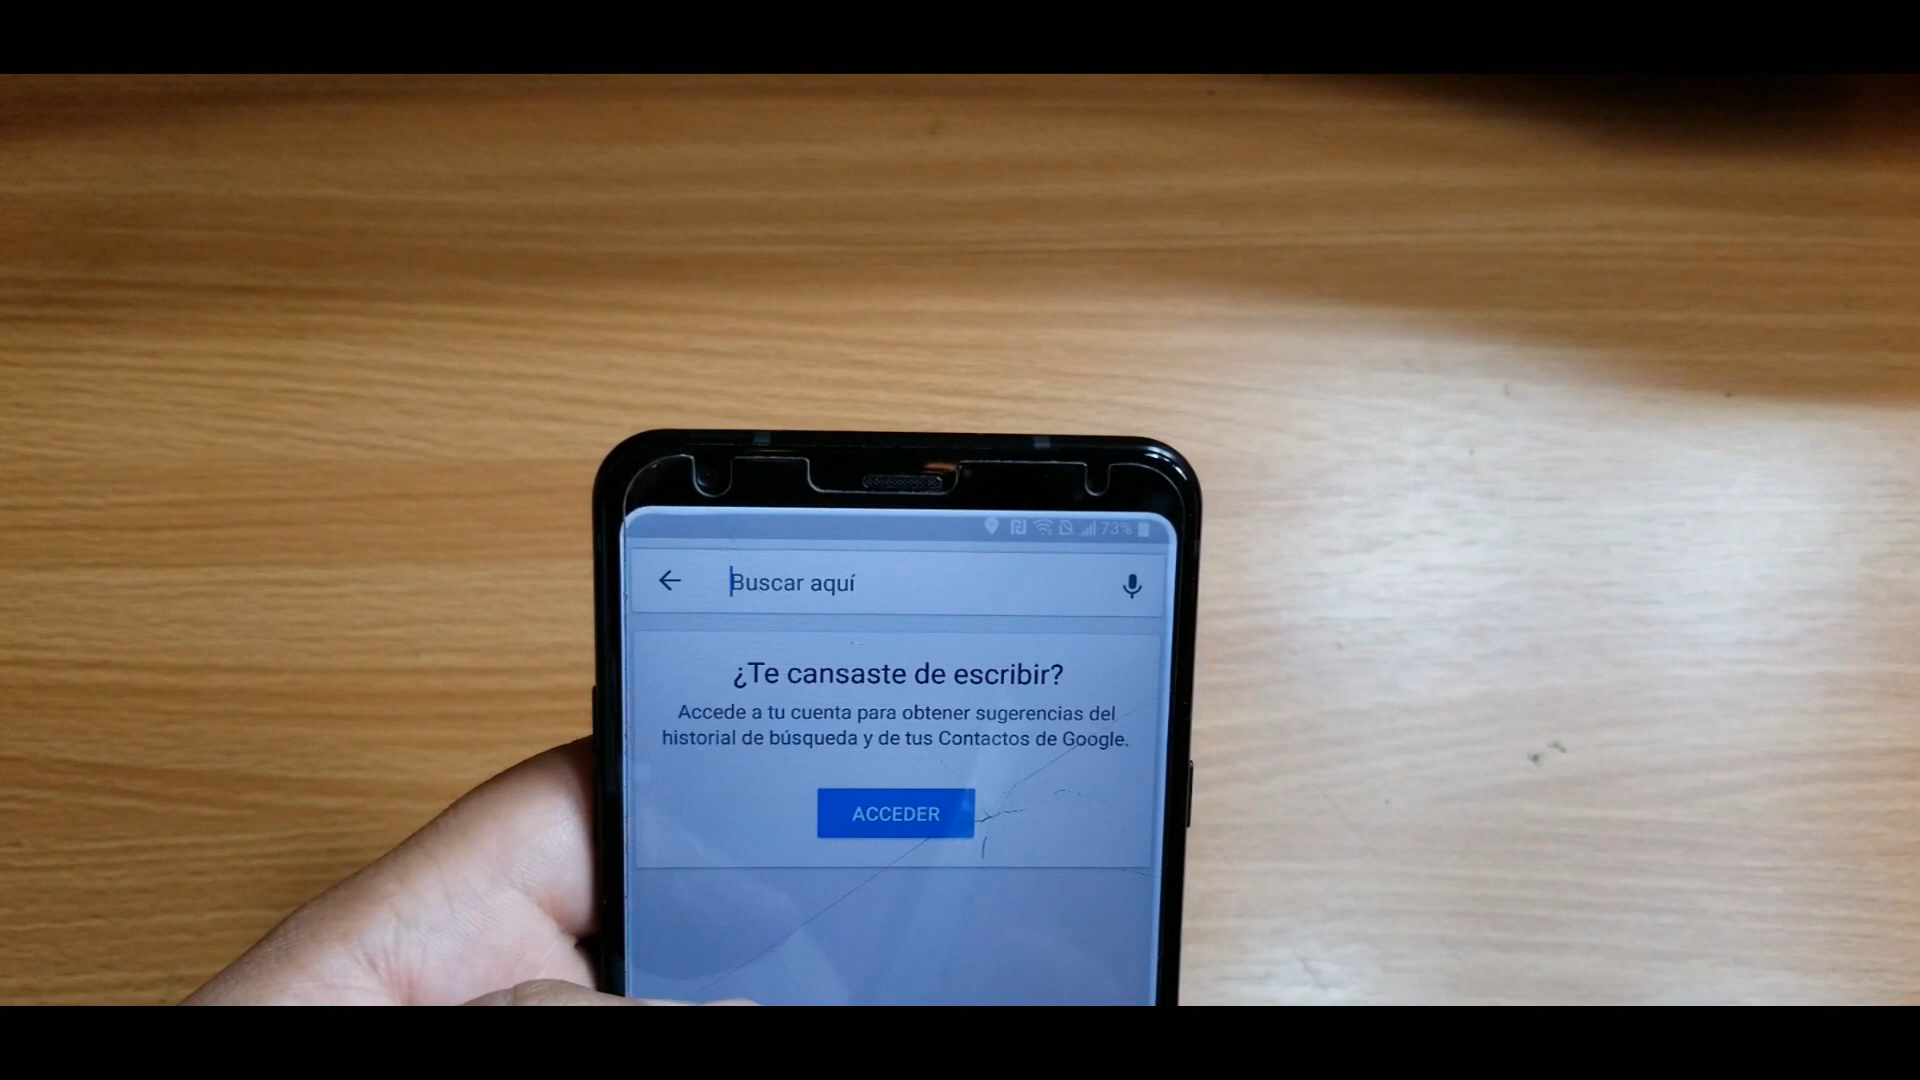 73%
Buscar aquí
¿Te cansaste de escribir?
Accede a tu cuenta para obtener sugerencias del
historial de búsqueda y de tus Contactos de Google.
ACCEDER